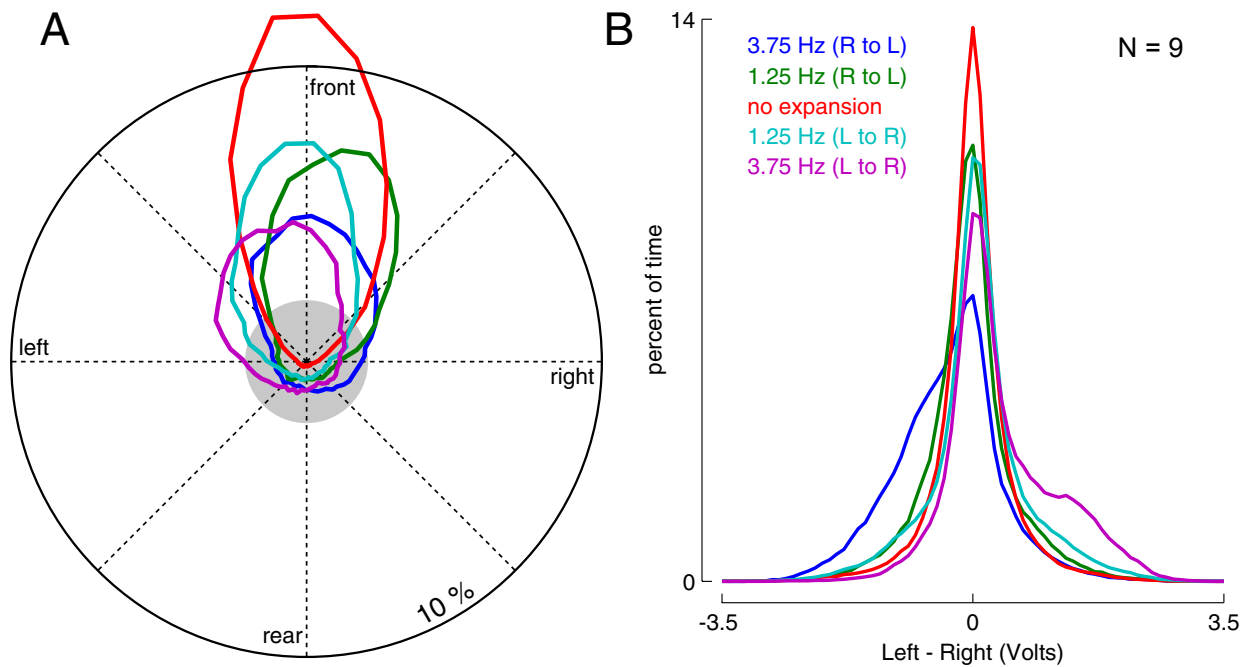 A
front
left
right
rear
10 %
B
14
3.75 Hz (R to L)
1.25 Hz (R to L)
no expansion
1.25 Hz (L to R)
3.75 Hz (L to R)
N = 9
percent of time
0
-3.5
0
3.5
Left - Right (Volts)